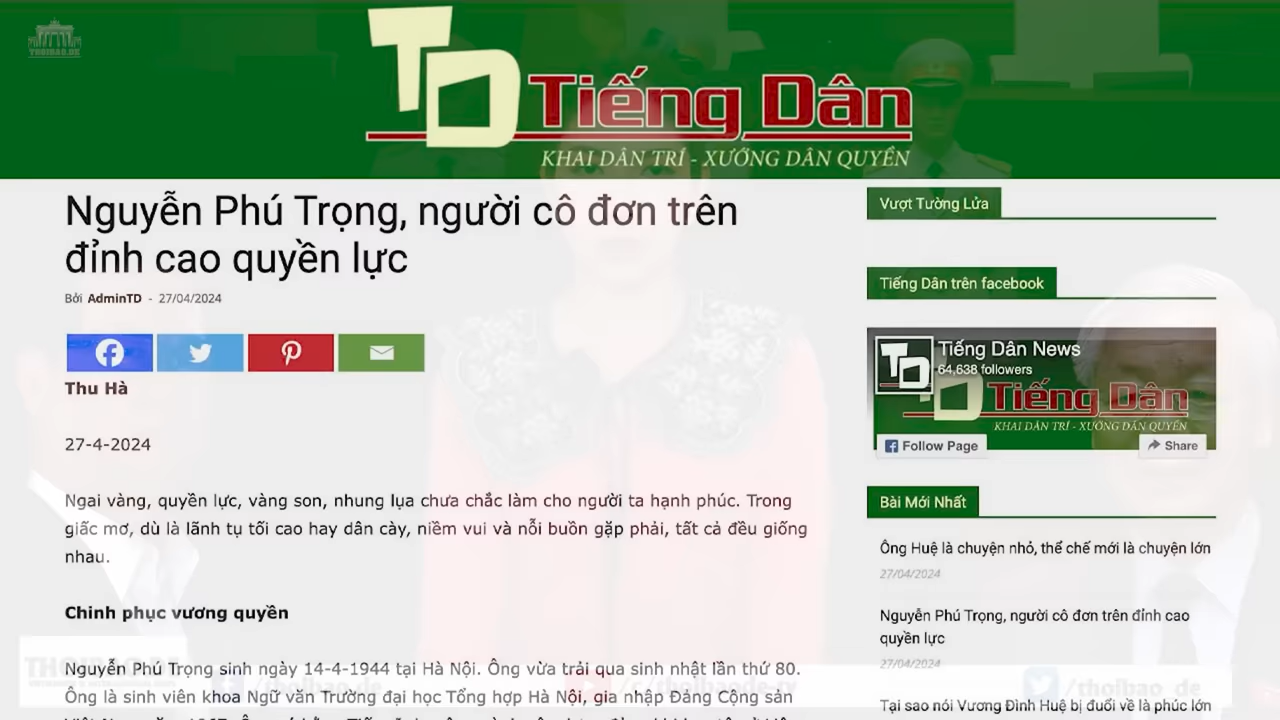 THOIBAO.DE
TD Tiếng Dân
KHAI DÂN TRÍ - XƯỚNG DÂN QUYỀN
Nguyễn Phú Trọng, người cô đơn trên
đỉnh cao quyền lực
Bởi AdminTD - 27/04/2024
Thu Hà
27-4-2024
Ngai vàng, quyền lực, vàng son, nhung lụa chưa chắc làm cho người ta hạnh phúc. Trong
giấc mơ, dù là lãnh tụ tối cao hay dân cày, niềm vui và nỗi buồn gặp phải, tất cả đều giống
nhau.
Chinh phục vương quyền
Nguyễn Phú Trọng sinh ngày 14-4-1944 tại Hà Nội. Ông vừa trải qua sinh nhật lần thứ 80.
Ông là sinh viên khoa Ngữ văn Trường đại học Tổng hợp Hà Nội, gia nhập Đảng Cộng sản
Vượt Tường Lửa
Tiếng Dân trên facebook
TD Tiếng Dân News
64,638 followers
Tiếng Dân
KHAI DÂN TRÍ - XƯỚNG DÂN QUYỀN
Follow Page
Share
Bài Mới Nhất
Ông Huệ là chuyện nhỏ, thể chế mới là chuyện lớn
27/04/2024
Nguyễn Phú Trọng, người cô đơn trên đỉnh cao
quyền lực
27/04/2024
Tại sao nói Vương Đình Huệ bị đuổi về là phúc lớn
THOIBAO.DE
/thoibao.de
/thoibao_de